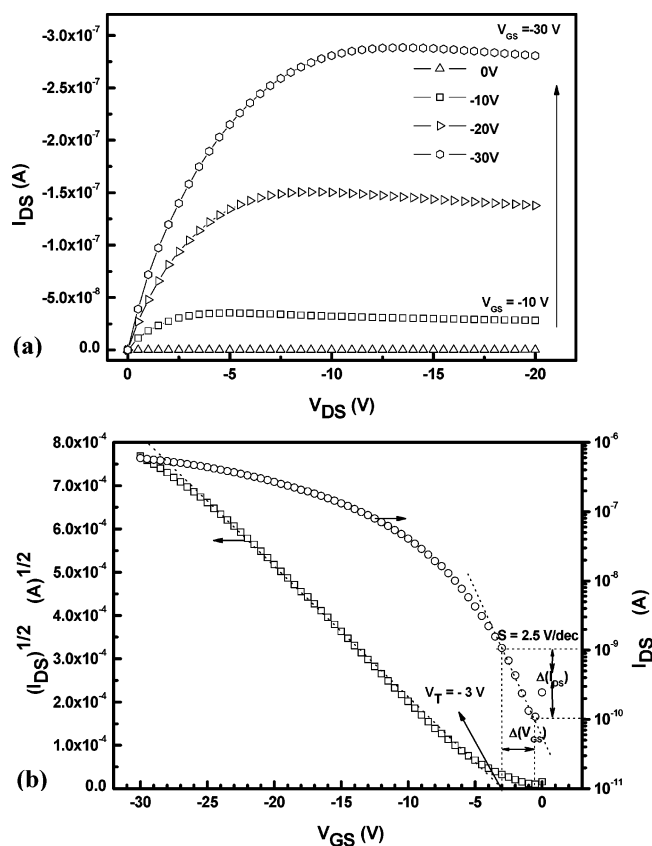 -3.0x10⁻⁷
V_GS = -30 V
-2.5x10⁻⁷
0V
-10V
-20V
-30V
-2.0x10⁻⁷
-1.5x10⁻⁷
-1.0x10⁻⁷
-5.0x10⁻⁸
V_GS = -10 V
0.0
I_DS (A)
(a)
0 -5 -10 -15 -20
V_DS (V)
8.0x10⁻⁴ 10⁻⁶
7.0x10⁻⁴
6.0x10⁻⁴ 10⁻⁷
5.0x10⁻⁴
4.0x10⁻⁴ 10⁻⁸
S = 2.5 V/dec
3.0x10⁻⁴ 10⁻⁹
Δ(I_DS)
V_T = - 3 V
2.0x10⁻⁴
10⁻¹⁰
Δ(V_GS)
1.0x10⁻⁴
0.0 10⁻¹¹
(I_DS)^1/2 (A)^1/2
I_DS (A)
(b)
-30 -25 -20 -15 -10 -5 0
V_GS (V)